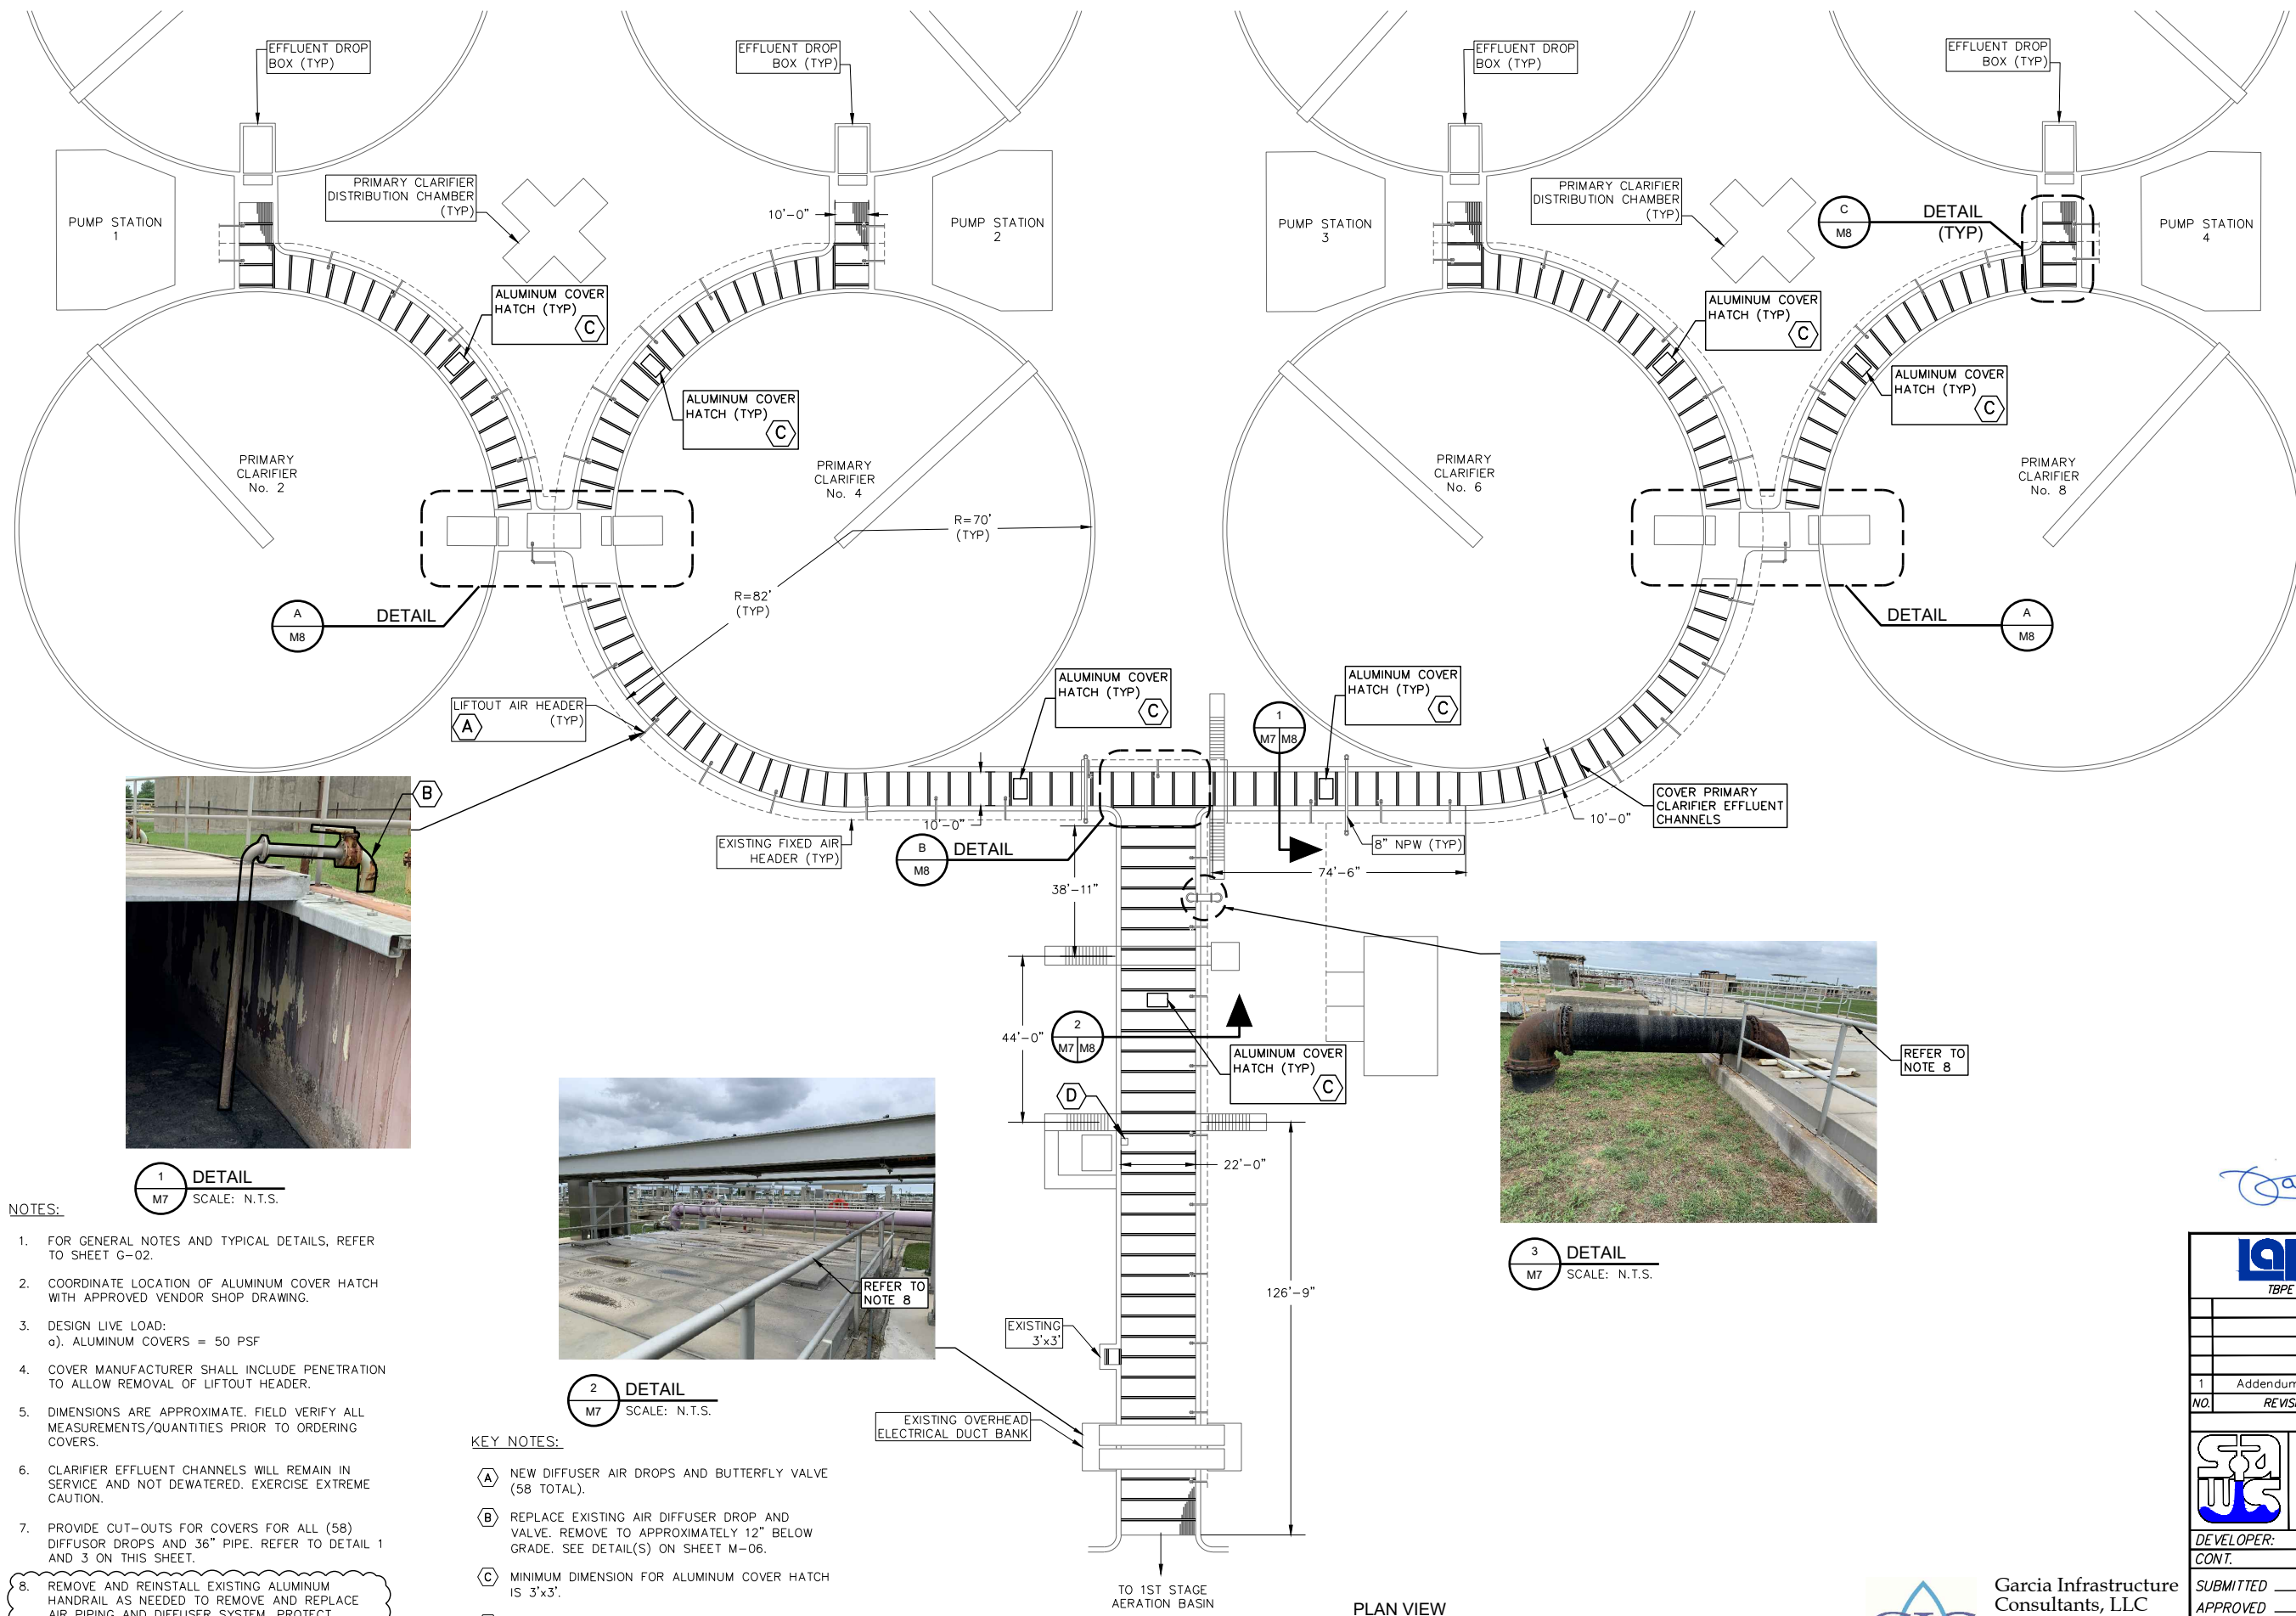 EFFLUENT DROP
BOX (TYP)
EFFLUENT DROP
BOX (TYP)
EFFLUENT DROP
BOX (TYP)
EFFLUENT DROP
BOX (TYP)
PUMP STATION
1
PRIMARY CLARIFIER
DISTRIBUTION CHAMBER
(TYP)
10'-0"
PUMP STATION
2
PUMP STATION
3
PRIMARY CLARIFIER
DISTRIBUTION CHAMBER
(TYP)
C
M8
DETAIL
(TYP)
PUMP STATION
4
ALUMINUM COVER
HATCH (TYP)
C
ALUMINUM COVER
HATCH (TYP)
C
ALUMINUM COVER
HATCH (TYP)
C
ALUMINUM COVER
HATCH (TYP)
C
PRIMARY
CLARIFIER
No. 2
PRIMARY
CLARIFIER
No. 4
PRIMARY
CLARIFIER
No. 6
PRIMARY
CLARIFIER
No. 8
R=70'
(TYP)
R=82'
(TYP)
A
M8
DETAIL
DETAIL
A
M8
LIFTOUT AIR HEADER
(TYP)
A
ALUMINUM COVER
HATCH (TYP)
C
1
M7 M8
ALUMINUM COVER
HATCH (TYP)
C
B
10'-0"
EXISTING FIXED AIR
HEADER (TYP)
B
M8
DETAIL
8" NPW (TYP)
74'-6"
10'-0"
COVER PRIMARY
CLARIFIER EFFLUENT
CHANNELS
38'-11"
44'-0"
2
M7 M8
ALUMINUM COVER
HATCH (TYP)
C
D
22'-0"
126'-9"
REFER TO
NOTE 8
REFER TO
NOTE 8
1
M7
DETAIL
SCALE: N.T.S.
2
M7
DETAIL
SCALE: N.T.S.
3
M7
DETAIL
SCALE: N.T.S.
EXISTING
3'x3'
EXISTING OVERHEAD
ELECTRICAL DUCT BANK
TO 1ST STAGE
AERATION BASIN
PLAN VIEW
NOTES:
1. FOR GENERAL NOTES AND TYPICAL DETAILS, REFER
TO SHEET G-02.
2. COORDINATE LOCATION OF ALUMINUM COVER HATCH
WITH APPROVED VENDOR SHOP DRAWING.
3. DESIGN LIVE LOAD:
a). ALUMINUM COVERS = 50 PSF
4. COVER MANUFACTURER SHALL INCLUDE PENETRATION
TO ALLOW REMOVAL OF LIFTOUT HEADER.
5. DIMENSIONS ARE APPROXIMATE. FIELD VERIFY ALL
MEASUREMENTS/QUANTITIES PRIOR TO ORDERING
COVERS.
6. CLARIFIER EFFLUENT CHANNELS WILL REMAIN IN
SERVICE AND NOT DEWATERED. EXERCISE EXTREME
CAUTION.
7. PROVIDE CUT-OUTS FOR COVERS FOR ALL (58)
DIFFUSOR DROPS AND 36" PIPE. REFER TO DETAIL 1
AND 3 ON THIS SHEET.
8. REMOVE AND REINSTALL EXISTING ALUMINUM
HANDRAIL AS NEEDED TO REMOVE AND REPLACE
AIR PIPING AND DIFFUSER SYSTEM. PROTECT
KEY NOTES:
A NEW DIFFUSER AIR DROPS AND BUTTERFLY VALVE
(58 TOTAL).
B REPLACE EXISTING AIR DIFFUSER DROP AND
VALVE. REMOVE TO APPROXIMATELY 12" BELOW
GRADE. SEE DETAIL(S) ON SHEET M-06.
C MINIMUM DIMENSION FOR ALUMINUM COVER HATCH
IS 3'x3'.
TBPE
1 Addendum
NO. REVIS
SAWS
DEVELOPER:
CONT.
SUBMITTED
APPROVED
Garcia Infrastructure
Consultants, LLC